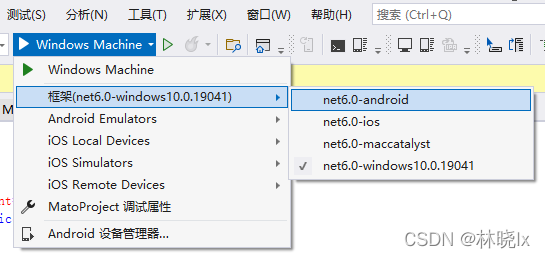 测试(S) 分析(N) 工具(T) 扩展(X) 窗口(W) 帮助(H) 搜索 (Ctrl+Q)
Windows Machine
Windows Machine
框架(net6.0-windows10.0.19041)
net6.0-android
Android Emulators
net6.0-ios
iOS Local Devices
net6.0-maccatalyst
iOS Simulators
net6.0-windows10.0.19041
iOS Remote Devices
MatoProject 调试属性
Android 设备管理器...
CSDN @林晓lx